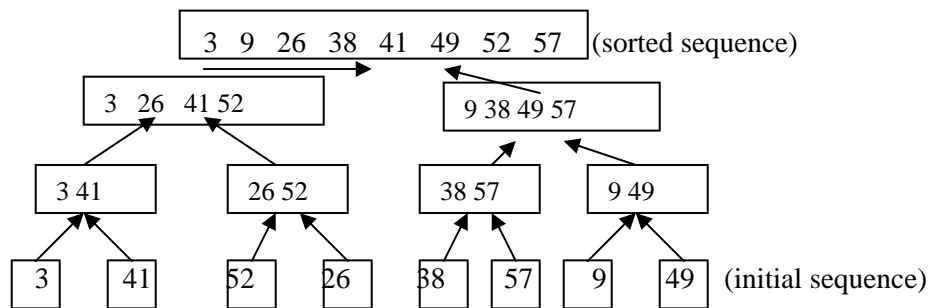 3 9 26 38 41 49 52 57 (sorted sequence)
3 26 41 52 9 38 49 57
3 41 26 52 38 57 9 49
3 41 52 26 38 57 9 49 (initial sequence)